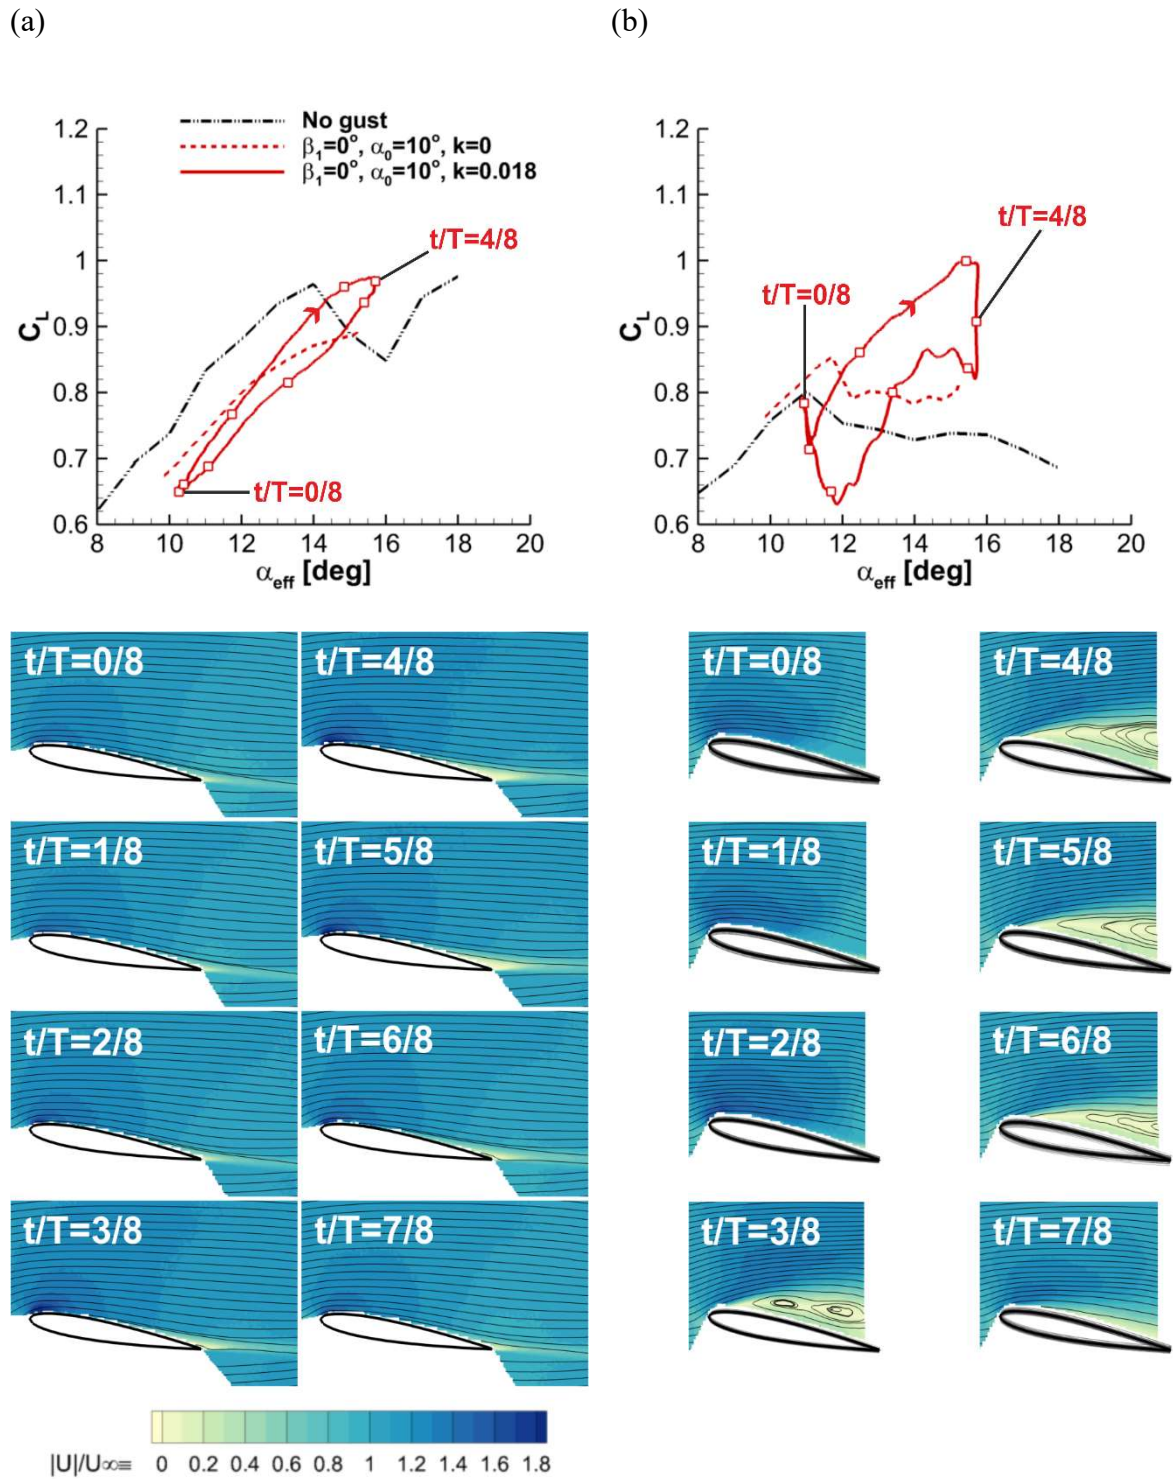 (a)
(b)
No gust
β₁=0°, α₀=10°, k=0
β₁=0°, α₀=10°, k=0.018
1.2
1.1
1
0.9
0.8
0.7
0.6
C_L
t/T=4/8
t/T=0/8
8 10 12 14 16 18 20
α_eff [deg]
1.2
1.1
1
0.9
0.8
0.7
0.6
C_L
t/T=4/8
t/T=0/8
8 10 12 14 16 18 20
α_eff [deg]
t/T=0/8 t/T=4/8
t/T=1/8 t/T=5/8
t/T=2/8 t/T=6/8
t/T=3/8 t/T=7/8
t/T=0/8 t/T=4/8
t/T=1/8 t/T=5/8
t/T=2/8 t/T=6/8
t/T=3/8 t/T=7/8
|U|/U∞≡ 0 0.2 0.4 0.6 0.8 1 1.2 1.4 1.6 1.8